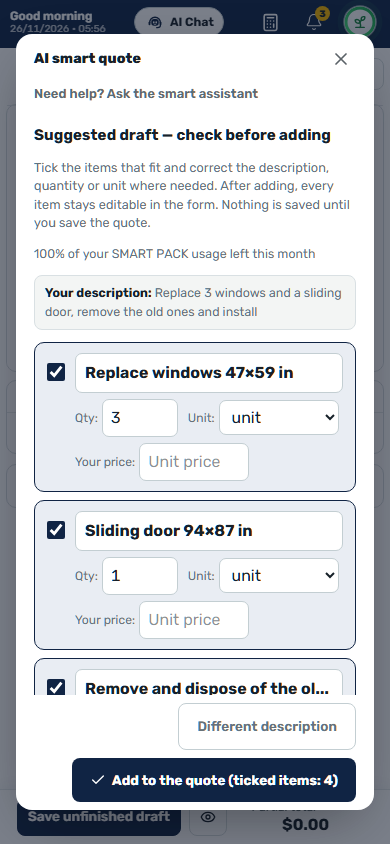 Good morning
26/11/2026 · 05:56
AI Chat
3
AI smart quote
Need help? Ask the smart assistant
Suggested draft — check before adding
Tick the items that fit and correct the description,
quantity or unit where needed. After adding, every
item stays editable in the form. Nothing is saved until
you save the quote.
100% of your SMART PACK usage left this month
Your description: Replace 3 windows and a sliding
door, remove the old ones and install
Replace windows 47×59 in
Qty: 3 Unit: unit
Your price: Unit price
Sliding door 94×87 in
Qty: 1 Unit: unit
Your price: Unit price
Remove and dispose of the ol...
Different description
Add to the quote (ticked items: 4)
Save unfinished draft
$0.00